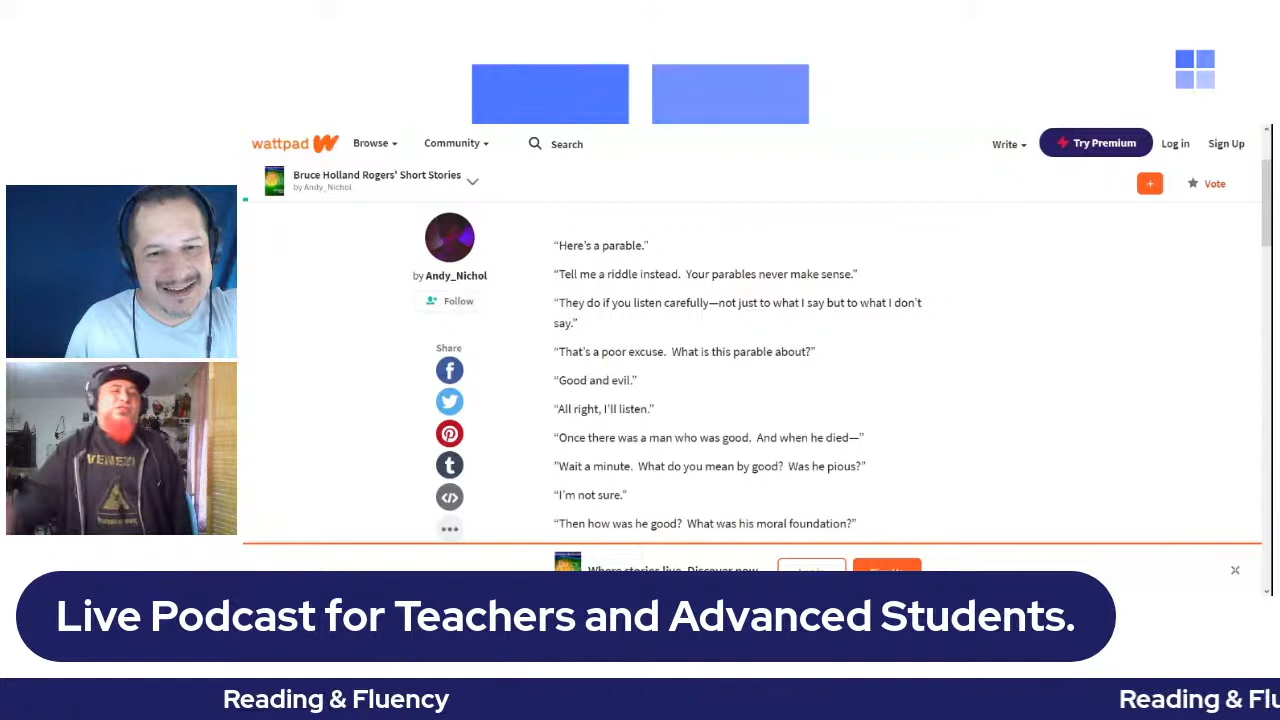 wattpad
Browse
Community
Search
Write
Try Premium
Log in
Sign Up
Bruce Holland Rogers' Short Stories
by Andy_Nichol
+
Vote
by Andy_Nichol
Follow
Share
“Here's a parable.”
“Tell me a riddle instead. Your parables never make sense.”
“They do if you listen carefully—not just to what I say but to what I don't
say.”
“That's a poor excuse. What is this parable about?”
“Good and evil.”
“All right, I'll listen.”
“Once there was a man who was good. And when he died—”
”Wait a minute. What do you mean by good? Was he pious?”
“I'm not sure.”
“Then how was he good? What was his moral foundation?”
Where stories live. Discover now
Live Podcast for Teachers and Advanced Students.
Reading & Fluency
Reading & Flu